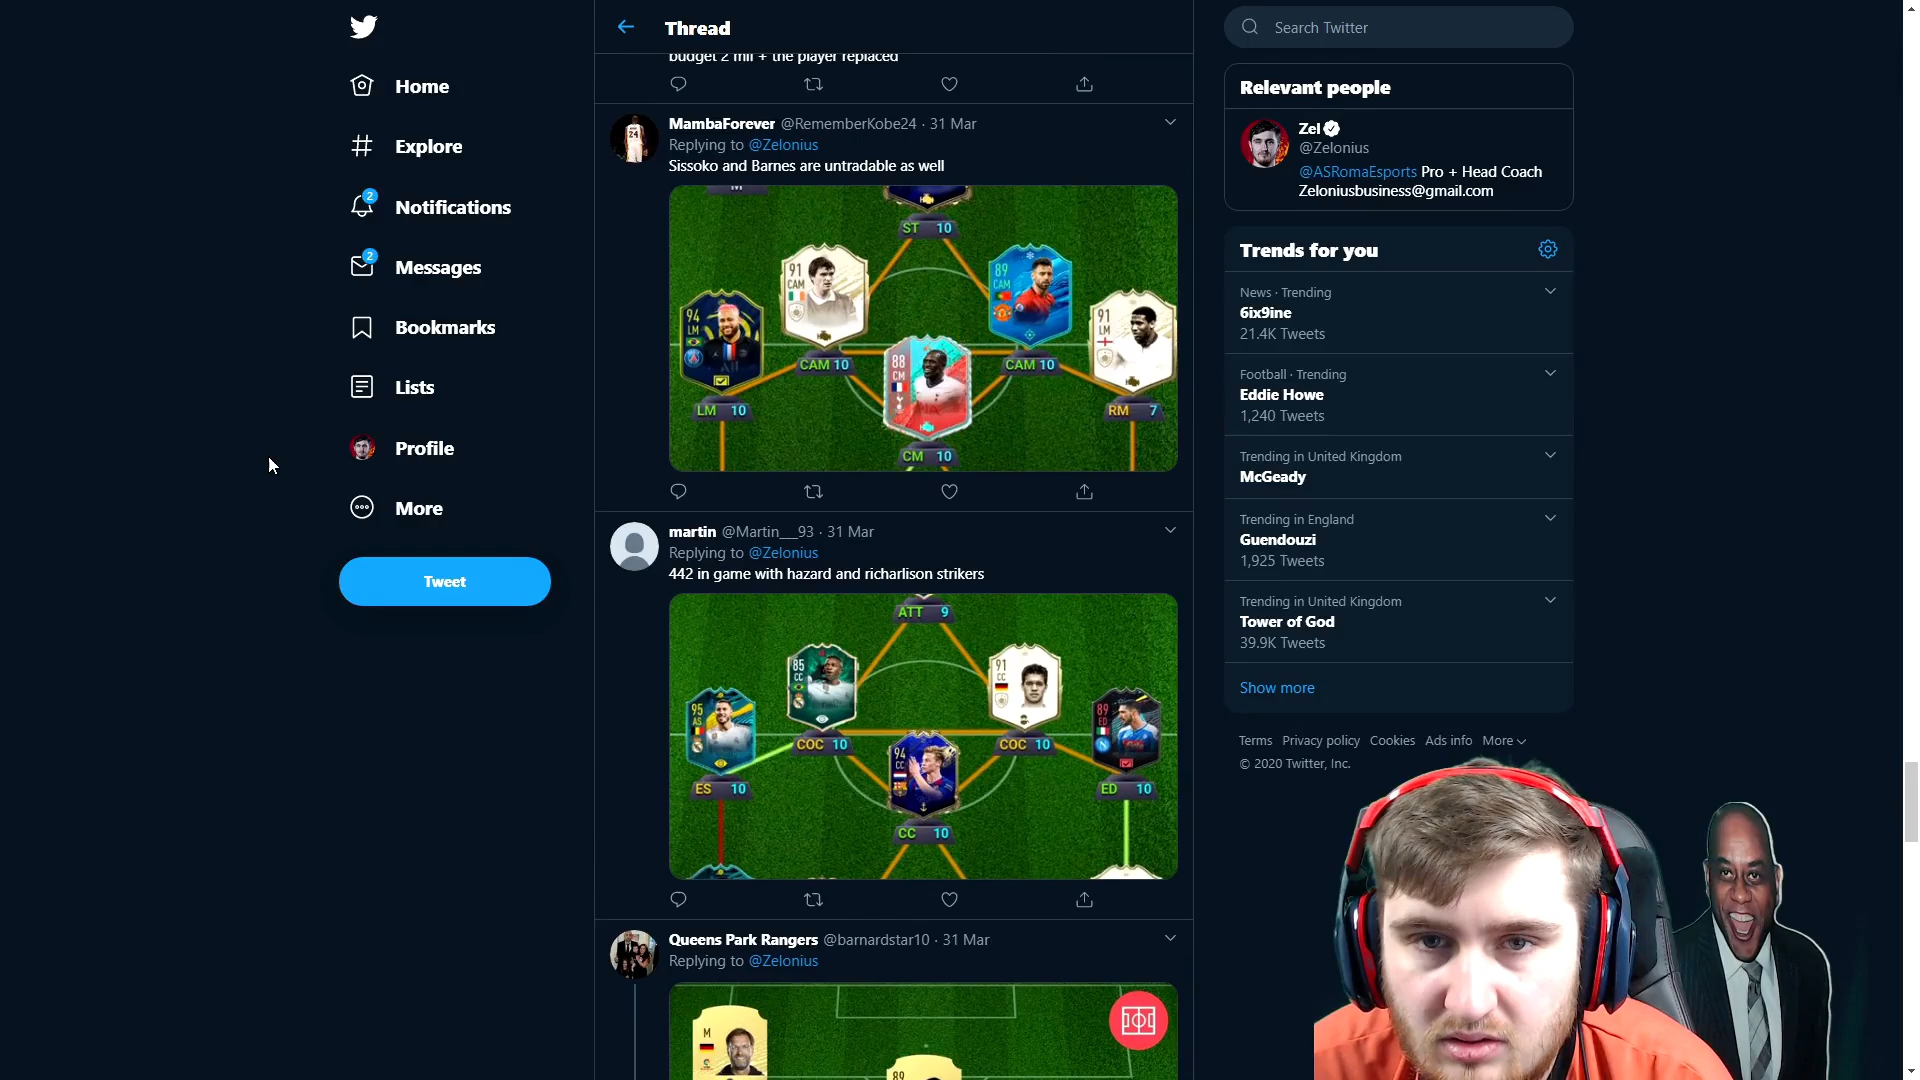 Home
Explore
2
Notifications
2
Messages
Bookmarks
Lists
Profile
More
Tweet
Thread
budget 2 mil + the player replaced
MambaForever @RememberKobe24 · 31 Mar
Replying to @Zelonius
Sissoko and Barnes are untradable as well
M
ST 10
91
CAM
89
CAM
94
LM
91
LM
CAM 10
88
CM
CAM 10
LM 10
RM 7
CM 10
martin @Martin__93 · 31 Mar
Replying to @Zelonius
442 in game with hazard and richarlison strikers
ATT 9
85
CC
91
CC
95
AS
89
ED
COC 10
94
CC
COC 10
ES 10
ED 10
CC 10
Queens Park Rangers @barnardstar10 · 31 Mar
Replying to @Zelonius
M
89
Search Twitter
Relevant people
Zel
@Zelonius
@ASRomaEsports Pro + Head Coach
Zeloniusbusiness@gmail.com
Trends for you
News · Trending
6ix9ine
21.4K Tweets
Football · Trending
Eddie Howe
1,240 Tweets
Trending in United Kingdom
McGeady
Trending in England
Guendouzi
1,925 Tweets
Trending in United Kingdom
Tower of God
39.9K Tweets
Show more
Terms Privacy policy Cookies Ads info More
© 2020 Twitter, Inc.